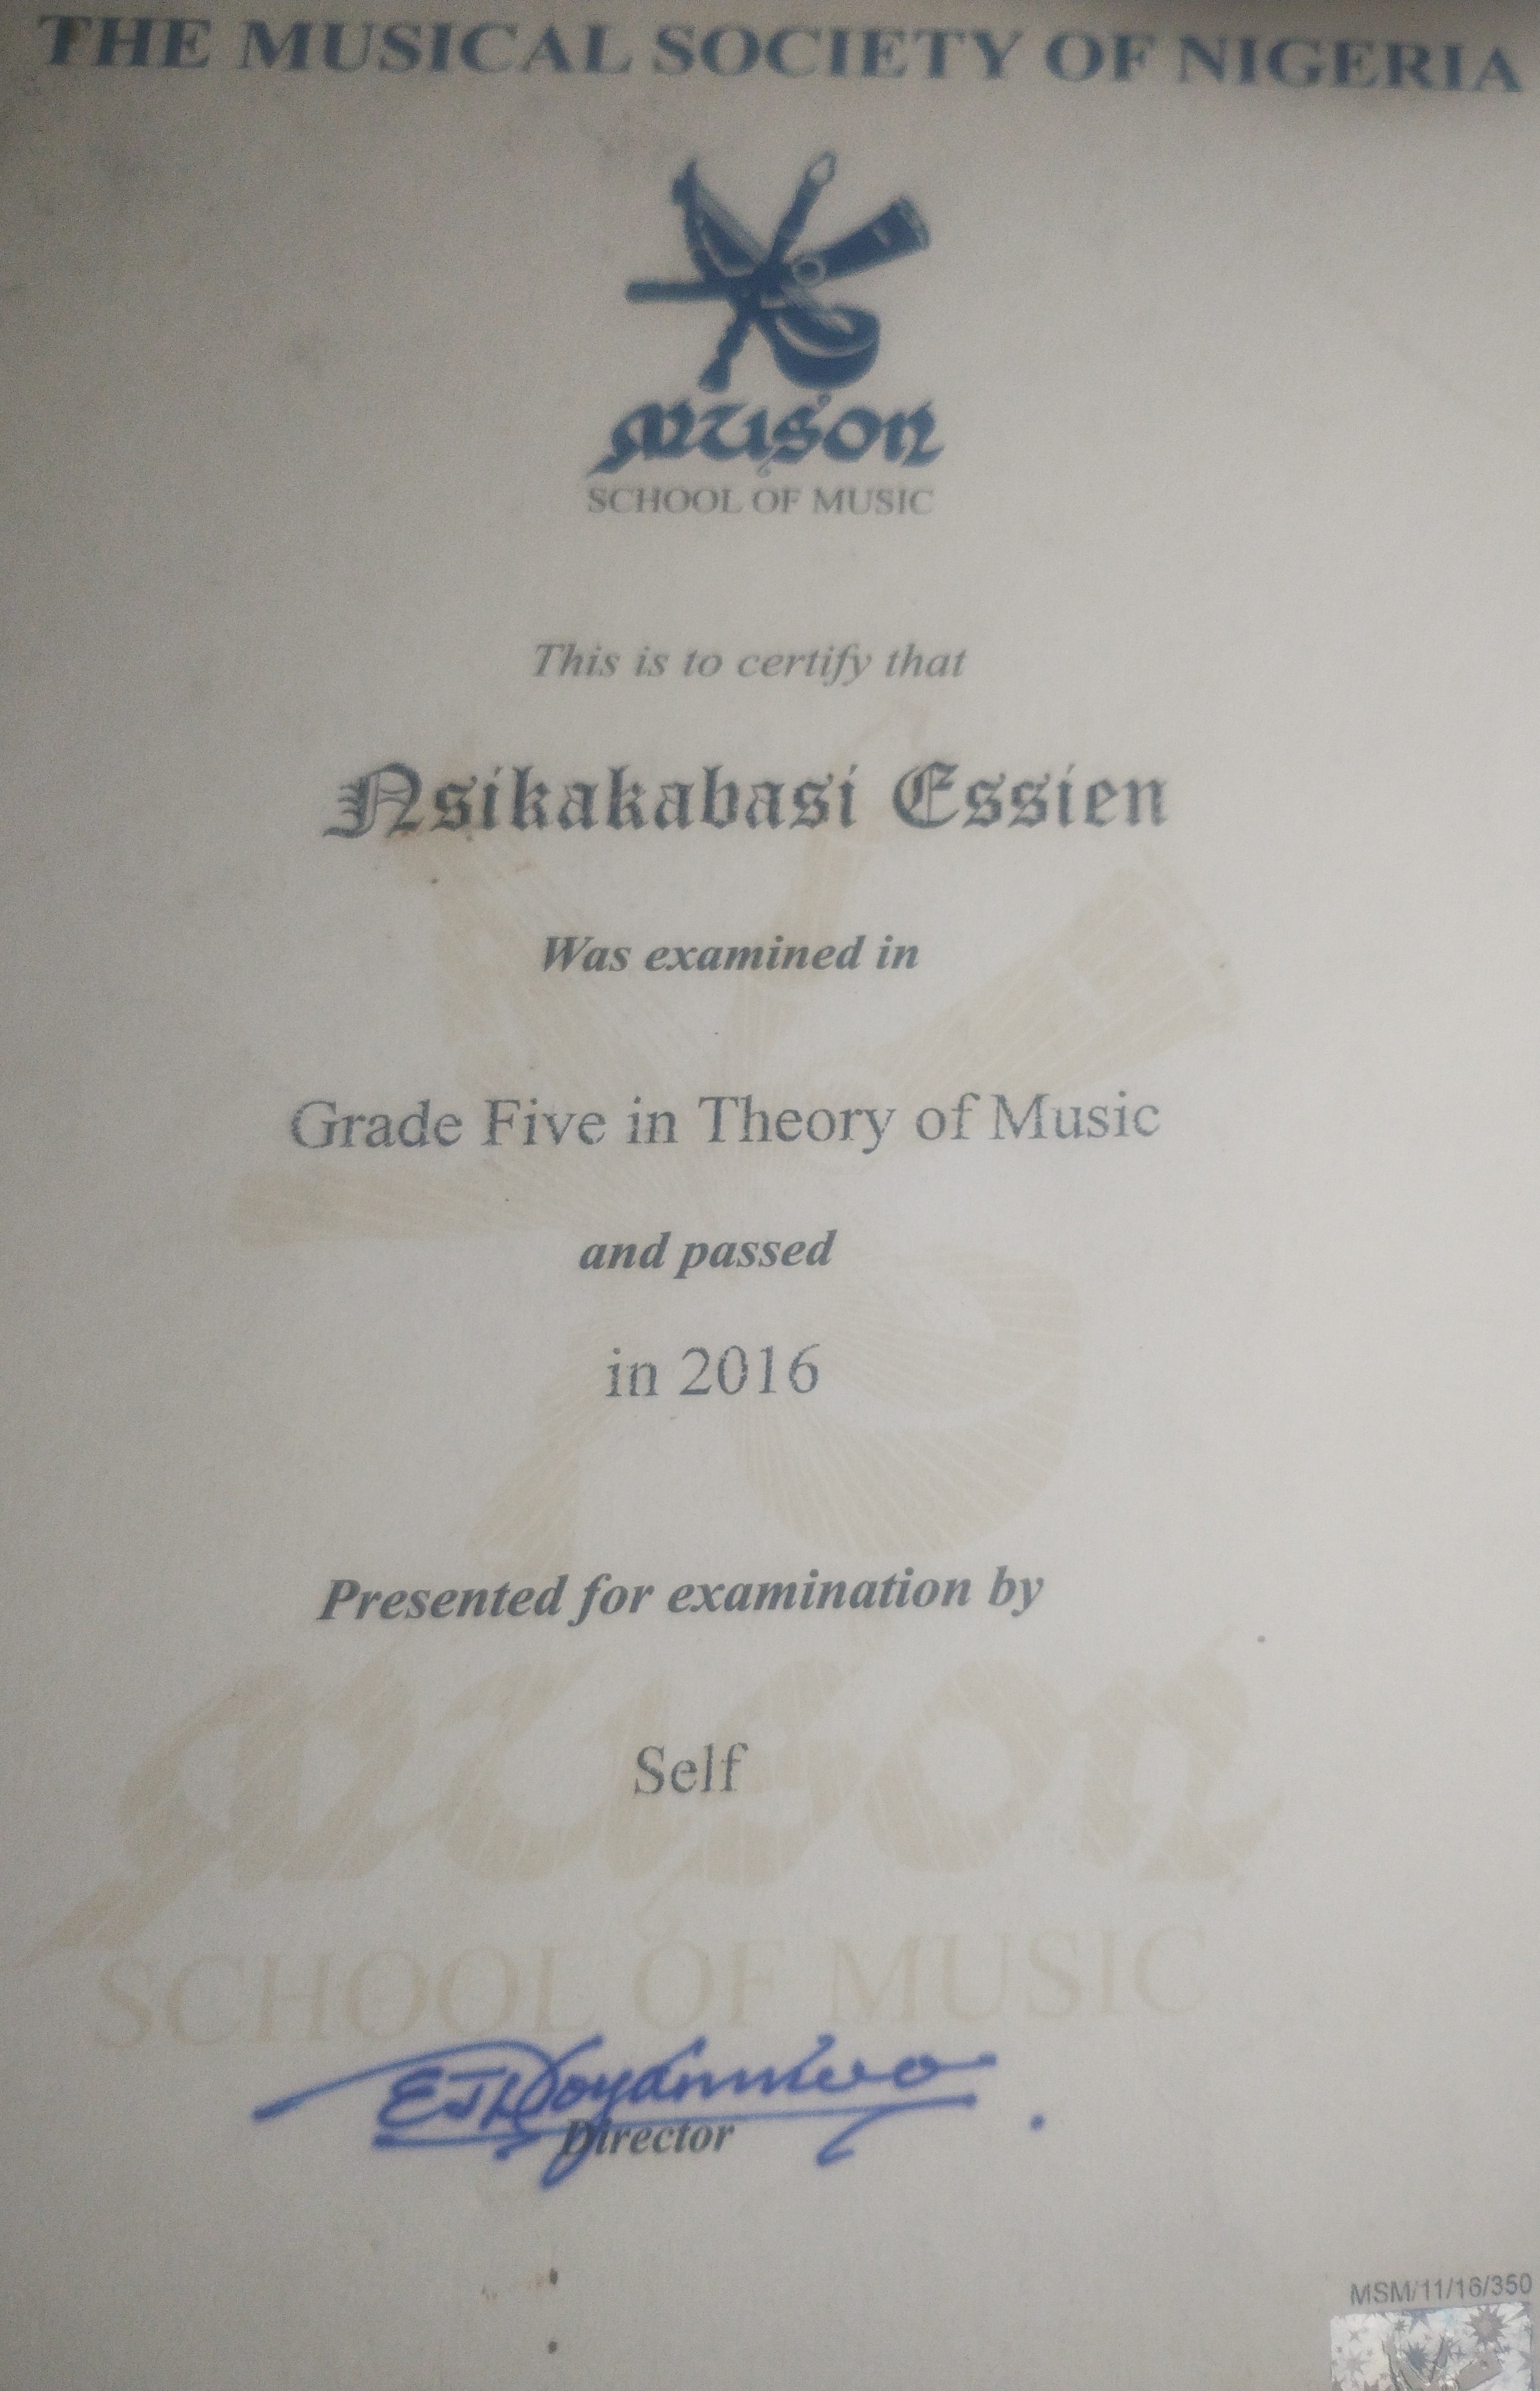 THE MUSICAL SOCIETY OF NIGERIA
MUSON
SCHOOL OF MUSIC
This is to certify that
Nsikakabasi Essien
Was examined in
Grade Five in Theory of Music
and passed
in 2016
Presented for examination by
Self
MUSON
SCHOOL OF MUSIC
Director
MSM/11/16/350